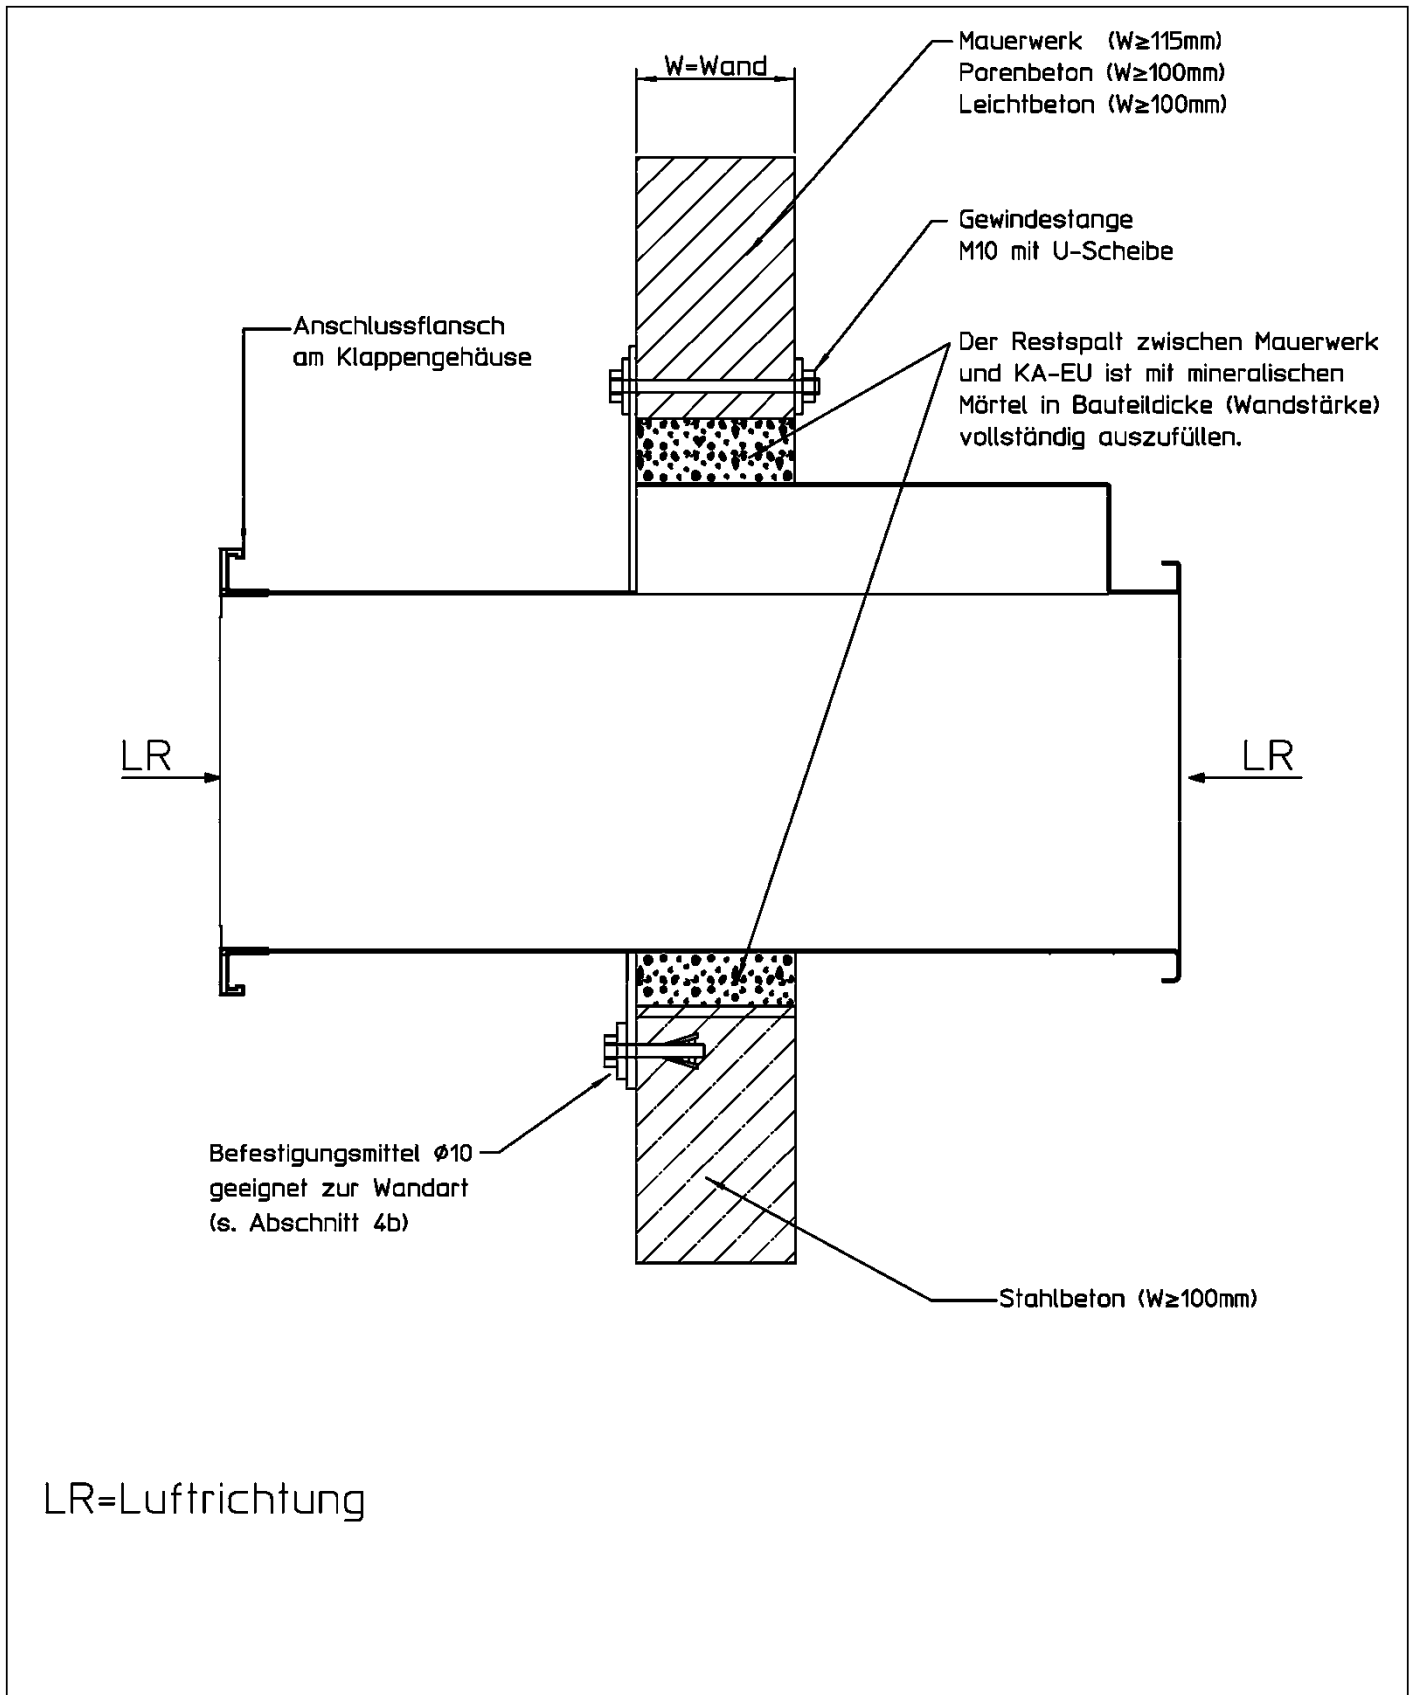 Mauerwerk (W≥115mm)
Porenbeton (W≥100mm)
Leichtbeton (W≥100mm)
W=Wand
Gewindestange
M10 mit U-Scheibe
Anschlussflansch
am Klappengehäuse
Der Restspalt zwischen Mauerwerk
und KA-EU ist mit mineralischen
Mörtel in Bauteildicke (Wandstärke)
vollständig auszufüllen.
LR
LR
Befestigungsmittel ø10
geeignet zur Wandart
(s. Abschnitt 4b)
Stahlbeton (W≥100mm)
LR=Luftrichtung